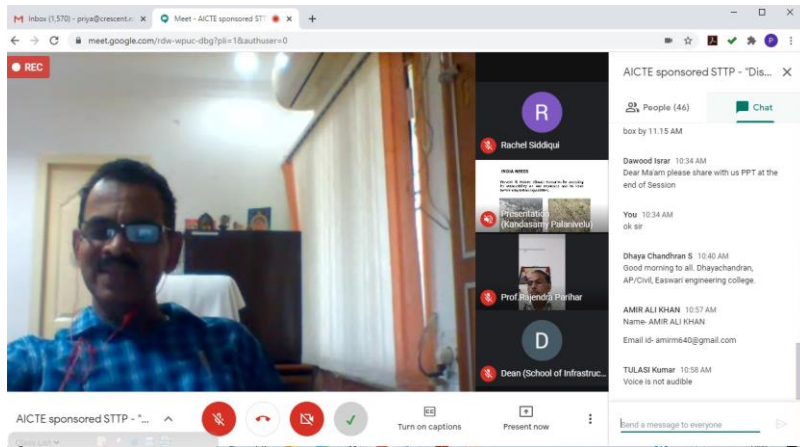 Inbox (1,570) - priya@crescent.e
Meet - AICTE sponsored STT
meet.google.com/rdw-wpuc-dbg?pli=1&authuser=0
P
REC
R
Rachel Siddiqui
INDIA NEEDS
Presentation
(Kandasamy Palanivelu)
Prof.Rajendra Parihar
D
Dean (School of Infrastruc...
AICTE sponsored STTP - "Dis...
People (46)
Chat
box by 11.15 AM
Dawood Israr 10:34 AM
Dear Ma'am please share with us PPT at the
end of Session
You 10:34 AM
ok sir
Dhaya Chandhran S 10:40 AM
Good morning to all. Dhayachandran,
AP/Civil, Easwari engineering college.
AMIR ALI KHAN 10:57 AM
Name- AMIR ALI KHAN
Email id- amirm640@gmail.com
TULASI Kumar 10:58 AM
Voice is not audible
Send a message to everyone
AICTE sponsored STTP - "...
CC
Turn on captions
Present now
Class List